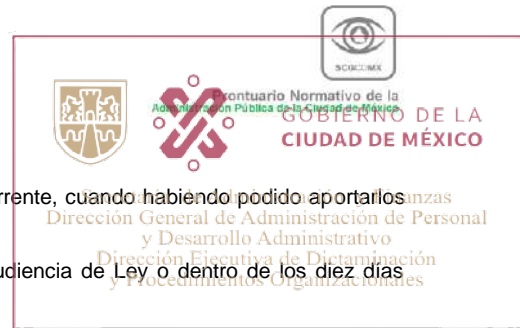 SCGCDMX
Prontuario Normativo de la
Administración Pública de la Ciudad de México
GOBIERNO DE LA
CIUDAD DE MÉXICO
rrente, cuando habiendo podido aportarlos
Secretaría de Administración y Finanzas
Dirección General de Administración de Personal
y Desarrollo Administrativo
Dirección Ejecutiva de Dictaminación
udiencia de Ley o dentro de los diez días
y Procedimientos Organizacionales